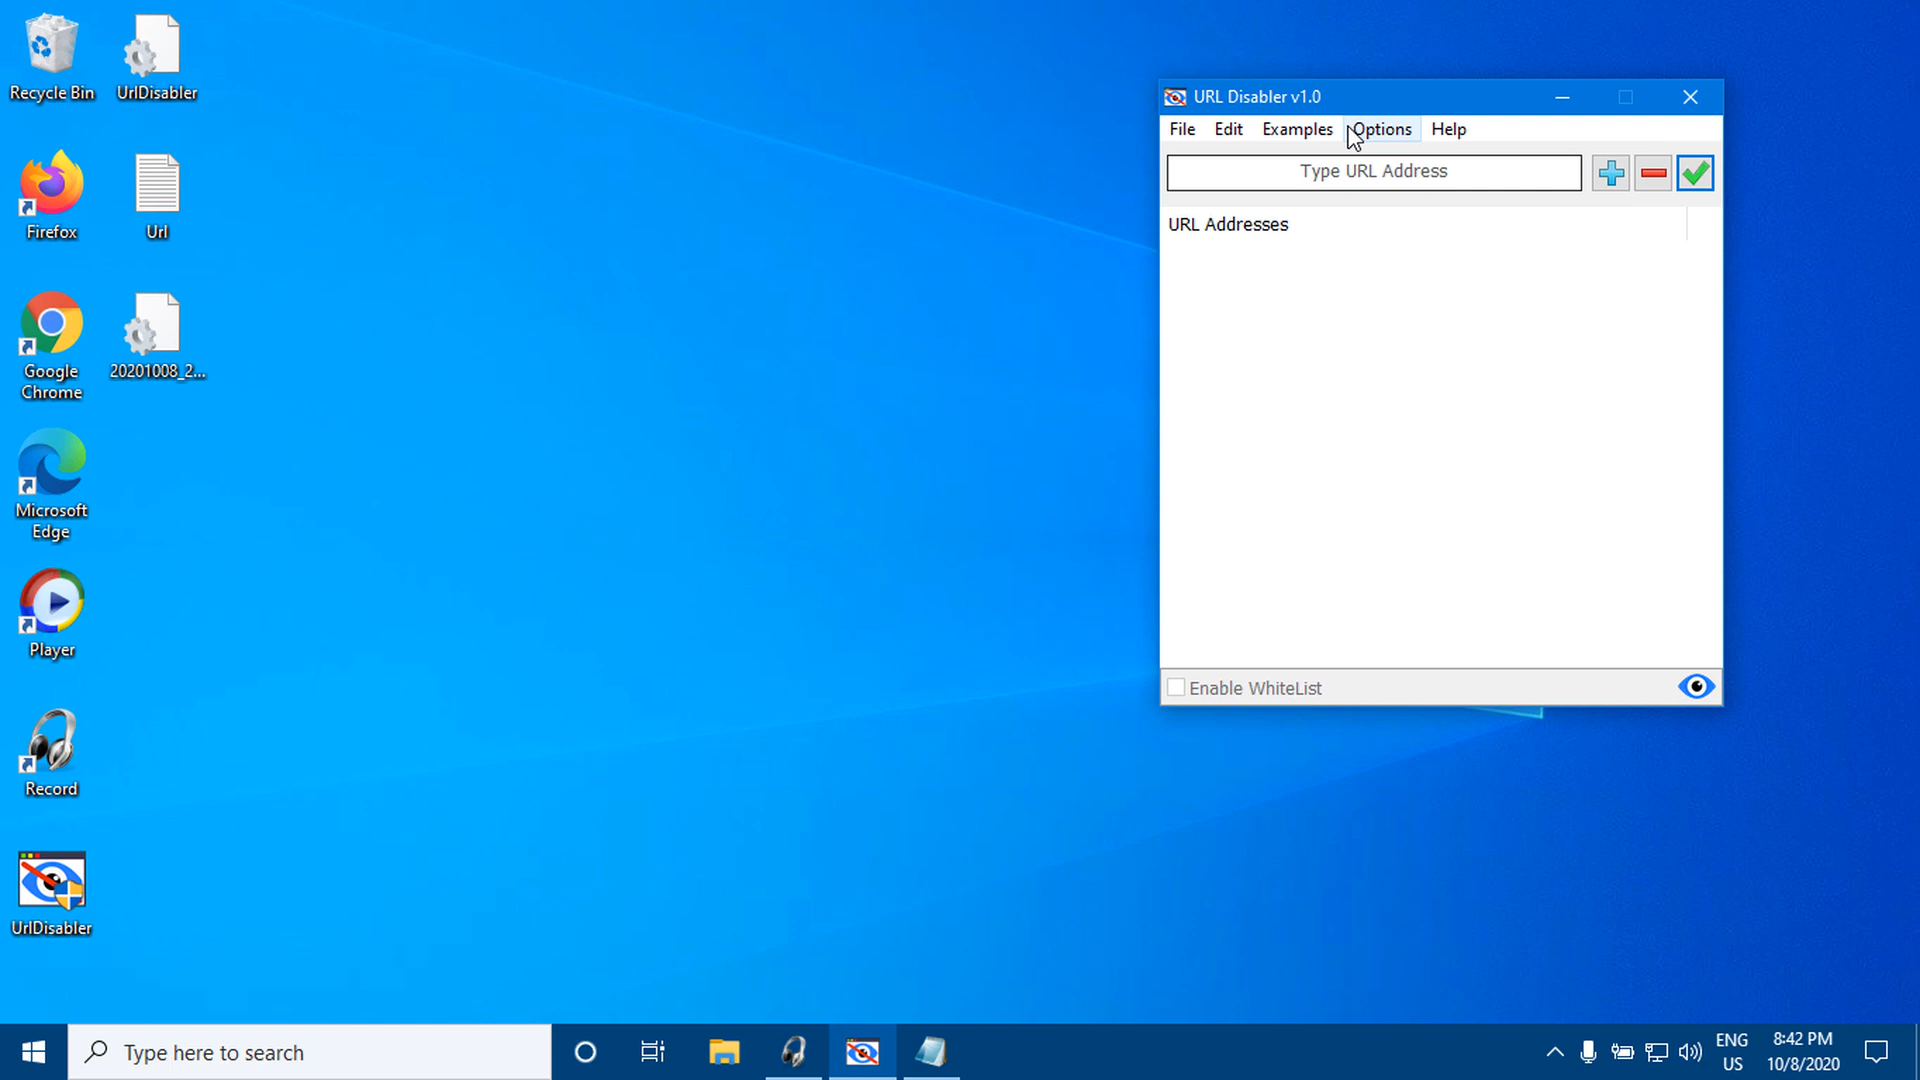 Recycle Bin
UrlDisabler
Firefox
Url
Google
Chrome
20201008_2...
Microsoft
Edge
Player
Record
UrlDisabler
URL Disabler v1.0
File Edit Examples Options Help
Type URL Address
URL Addresses
Enable WhiteList
Type here to search
ENG
US
8:42 PM
10/8/2020